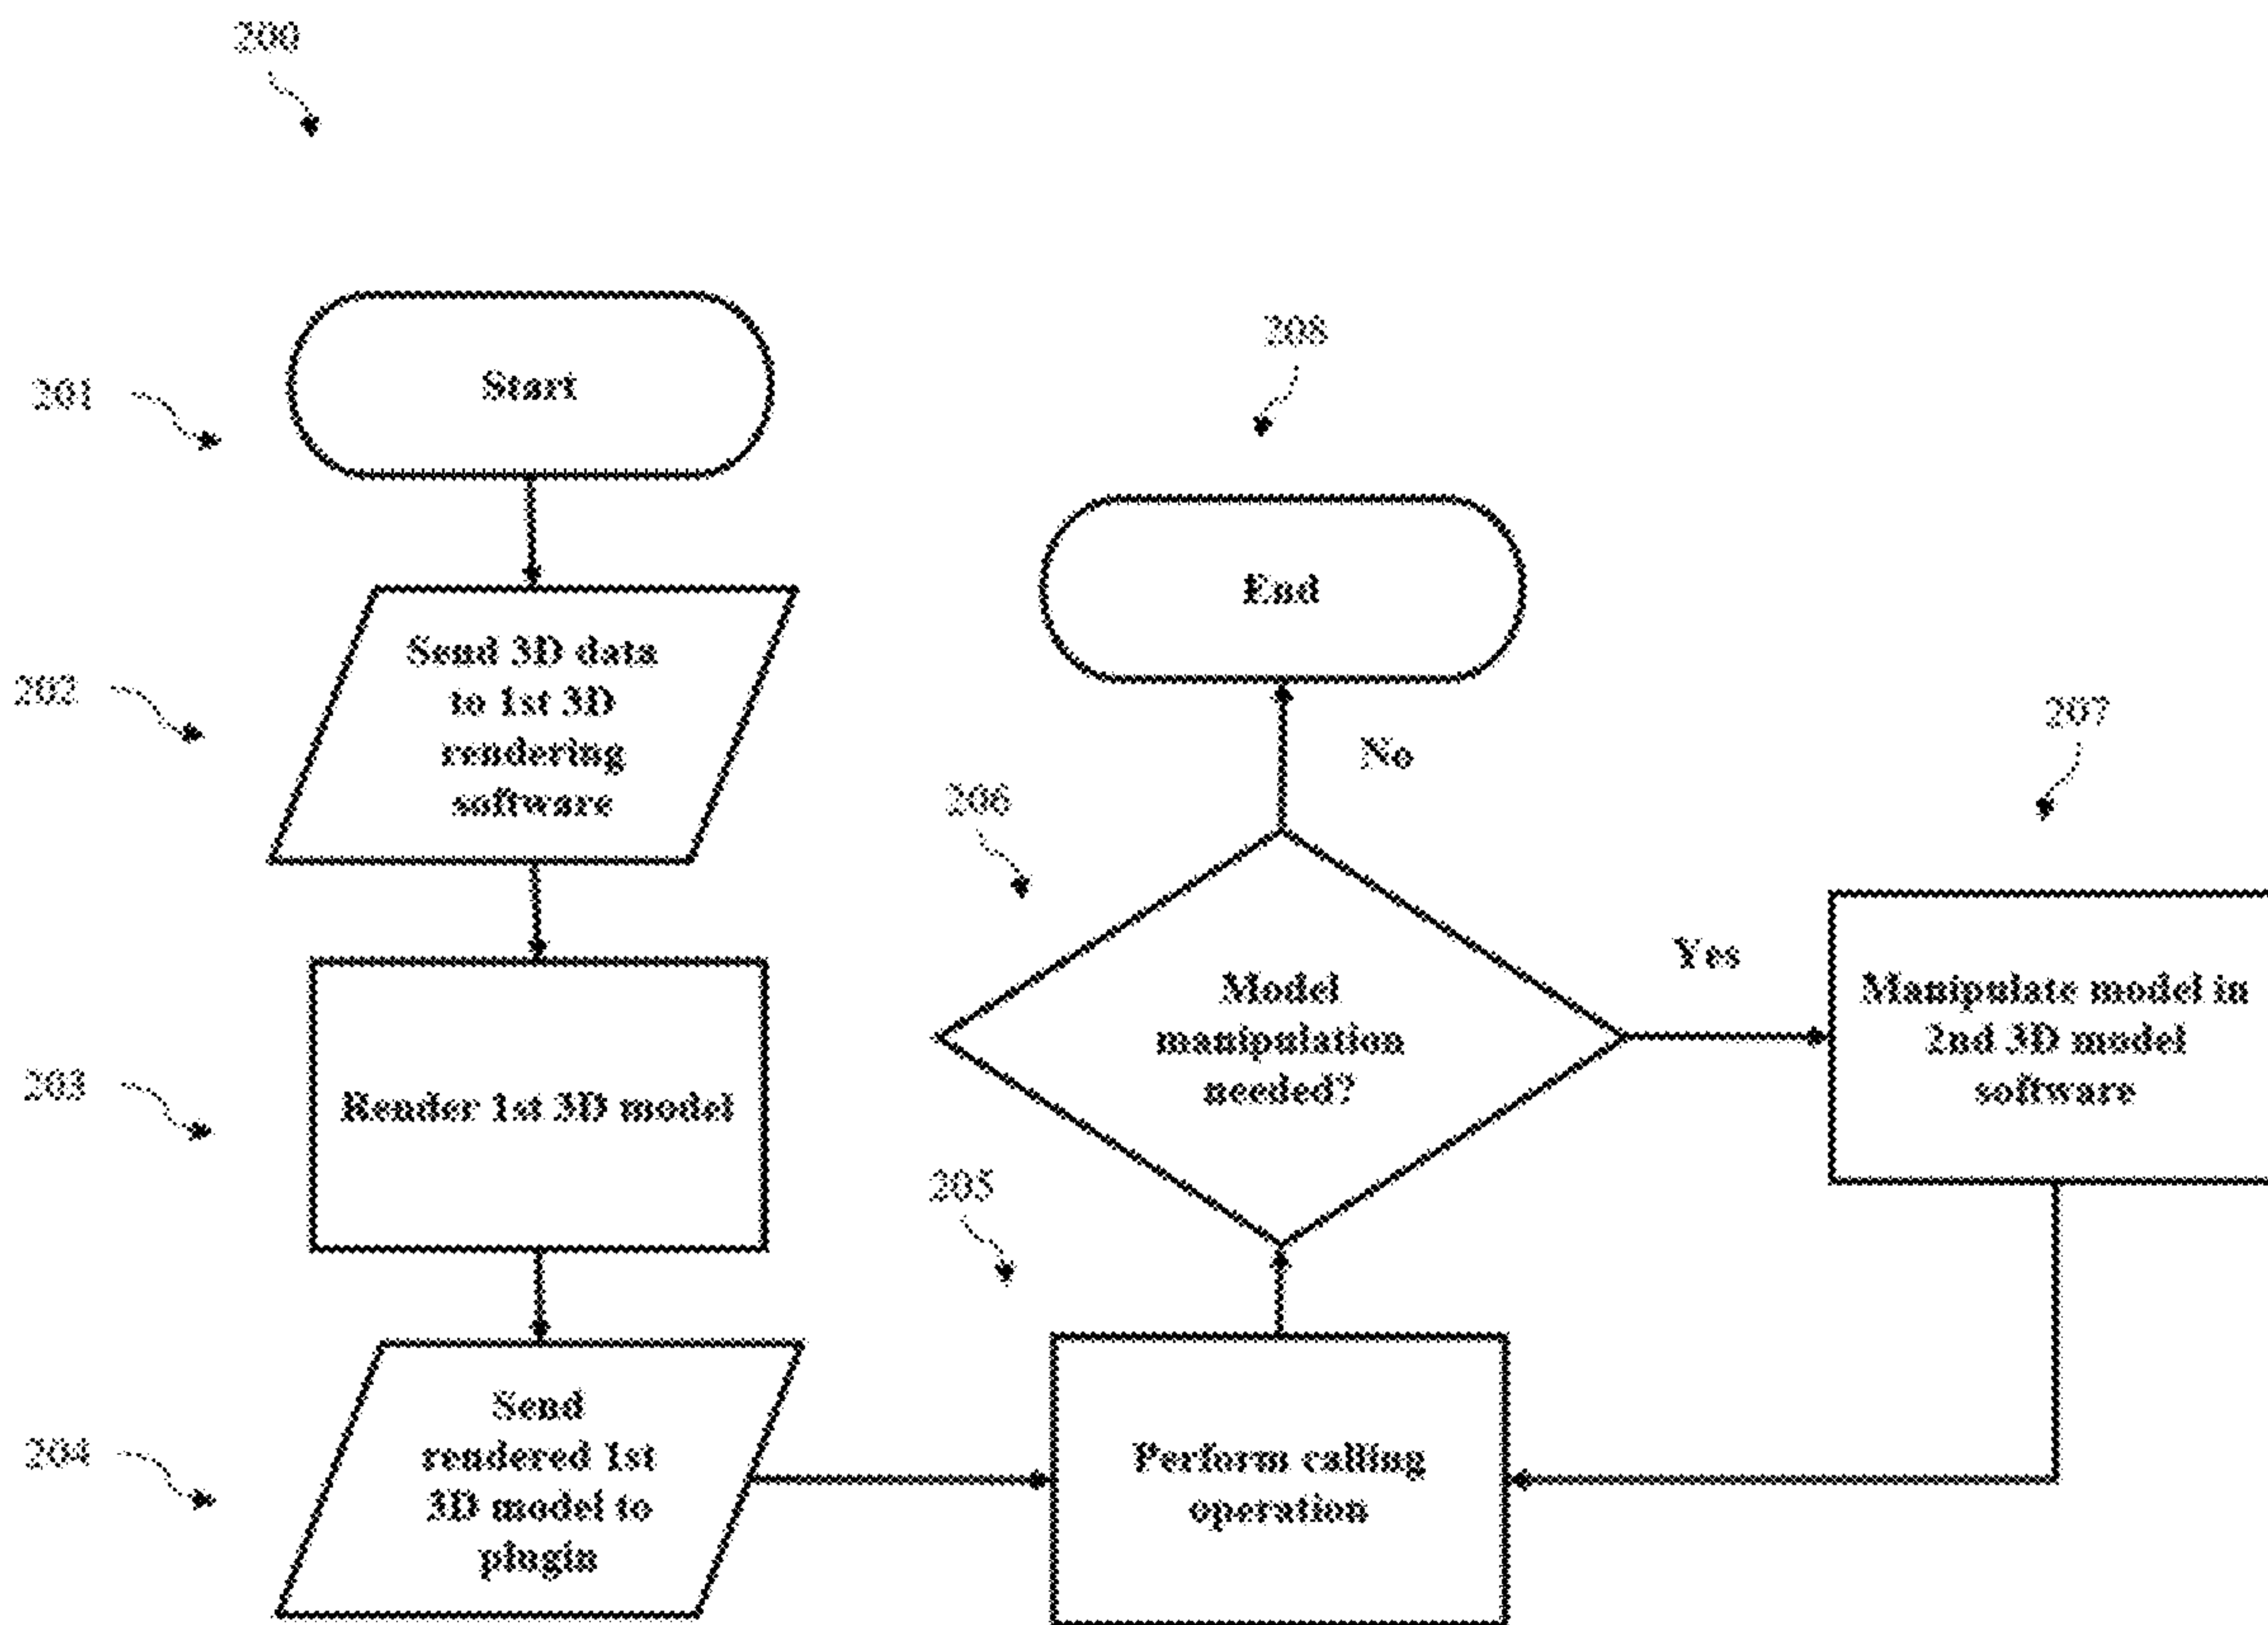 200
201
Start
202
Send 3D data
to 1st 3D
rendering
software
203
Render 1st 3D model
204
Send
rendered 1st
3D model to
plugin
205
Perform calling
operation
206
Model
manipulation
needed?
Yes
207
Manipulate model in
2nd 3D model
software
No
208
End